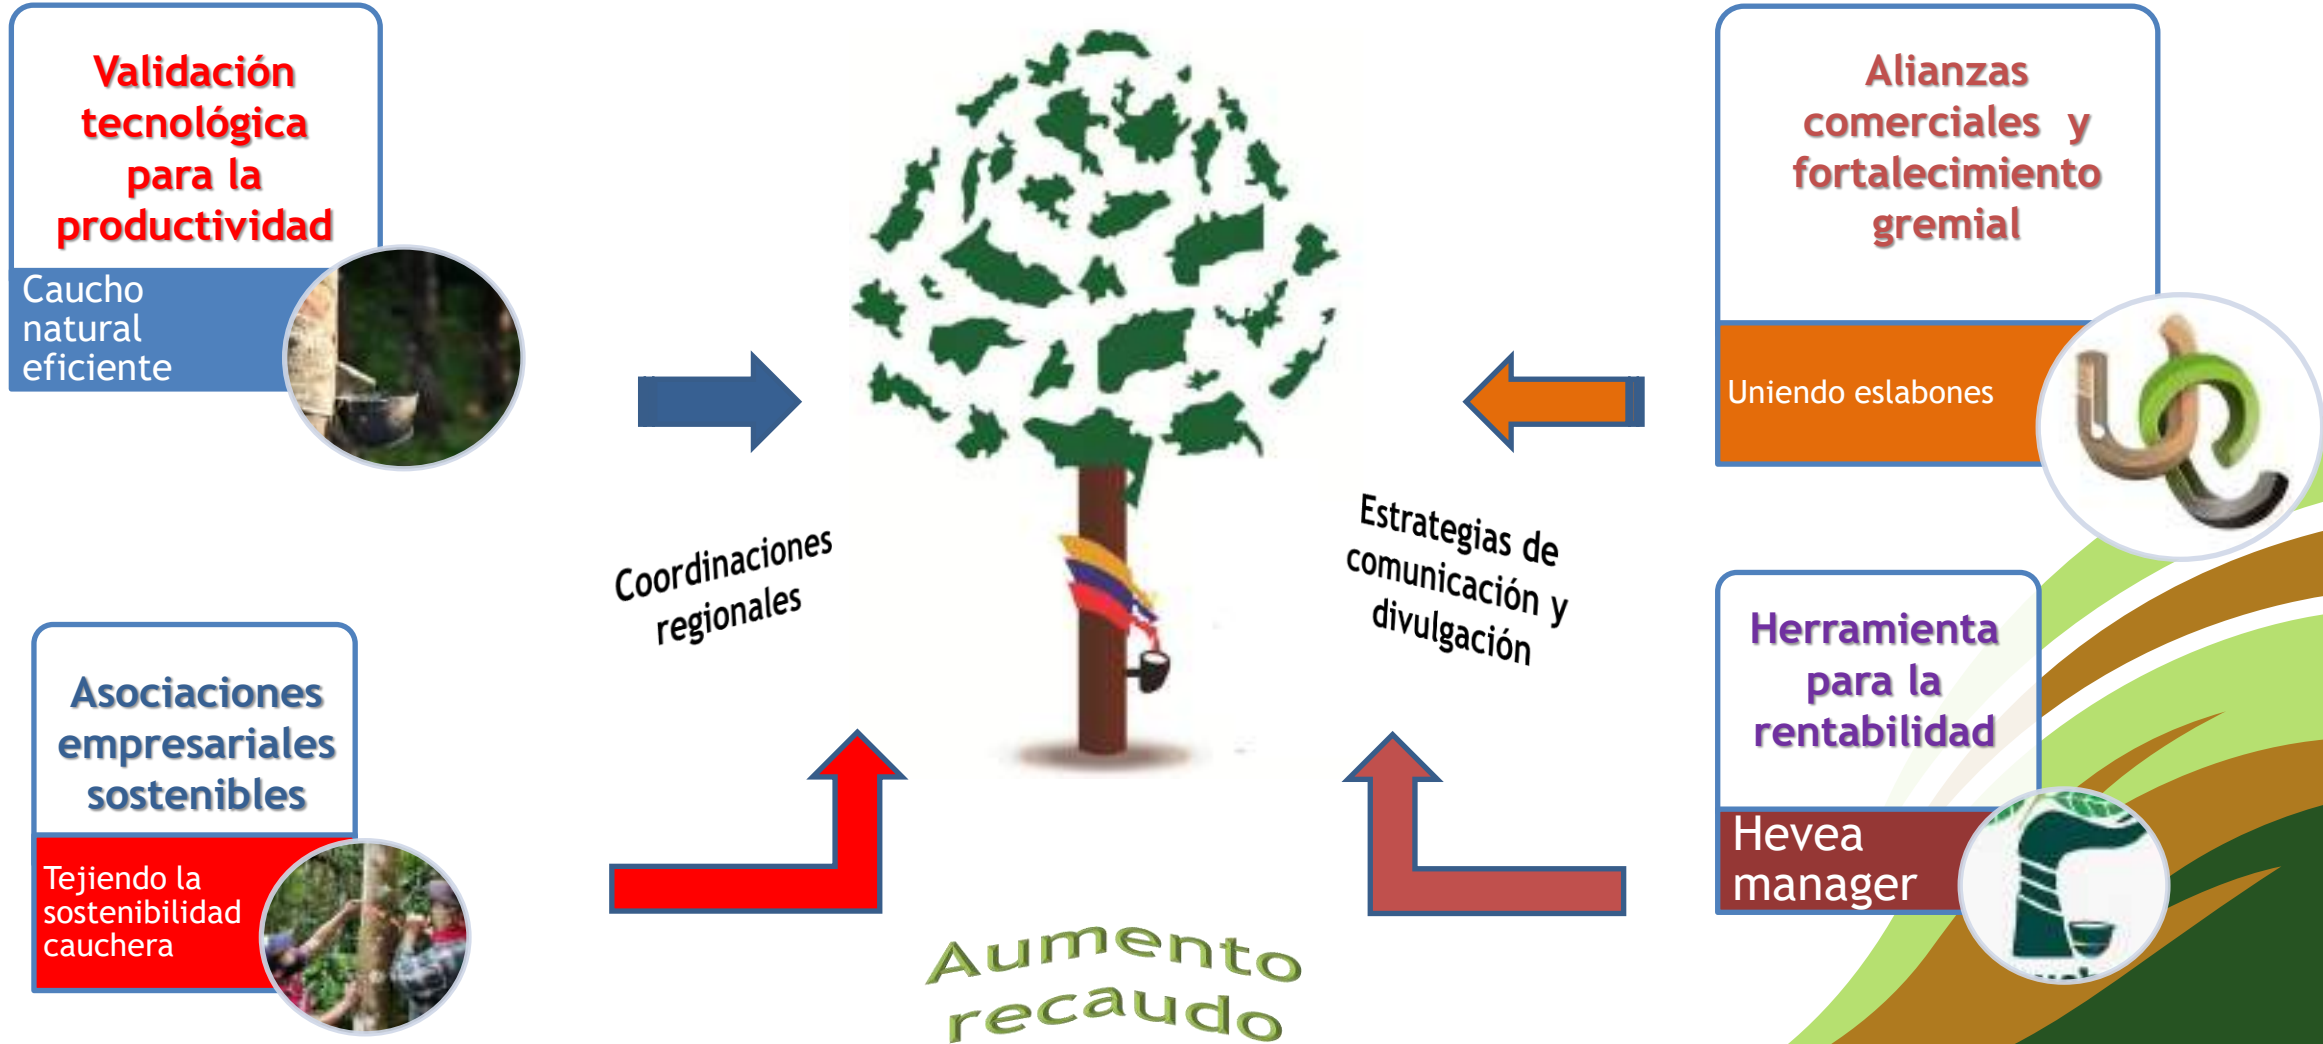 Validación
tecnológica
para la
productividad
Caucho
natural
eficiente
Asociaciones
empresariales
sostenibles
Tejiendo la
sostenibilidad
cauchera
Coordinaciones
regionales
Estrategias de
comunicación y
divulgación
Aumento
recaudo
Alianzas
comerciales y
fortalecimiento
gremial
Uniendo eslabones
Herramienta
para la
rentabilidad
Hevea
manager